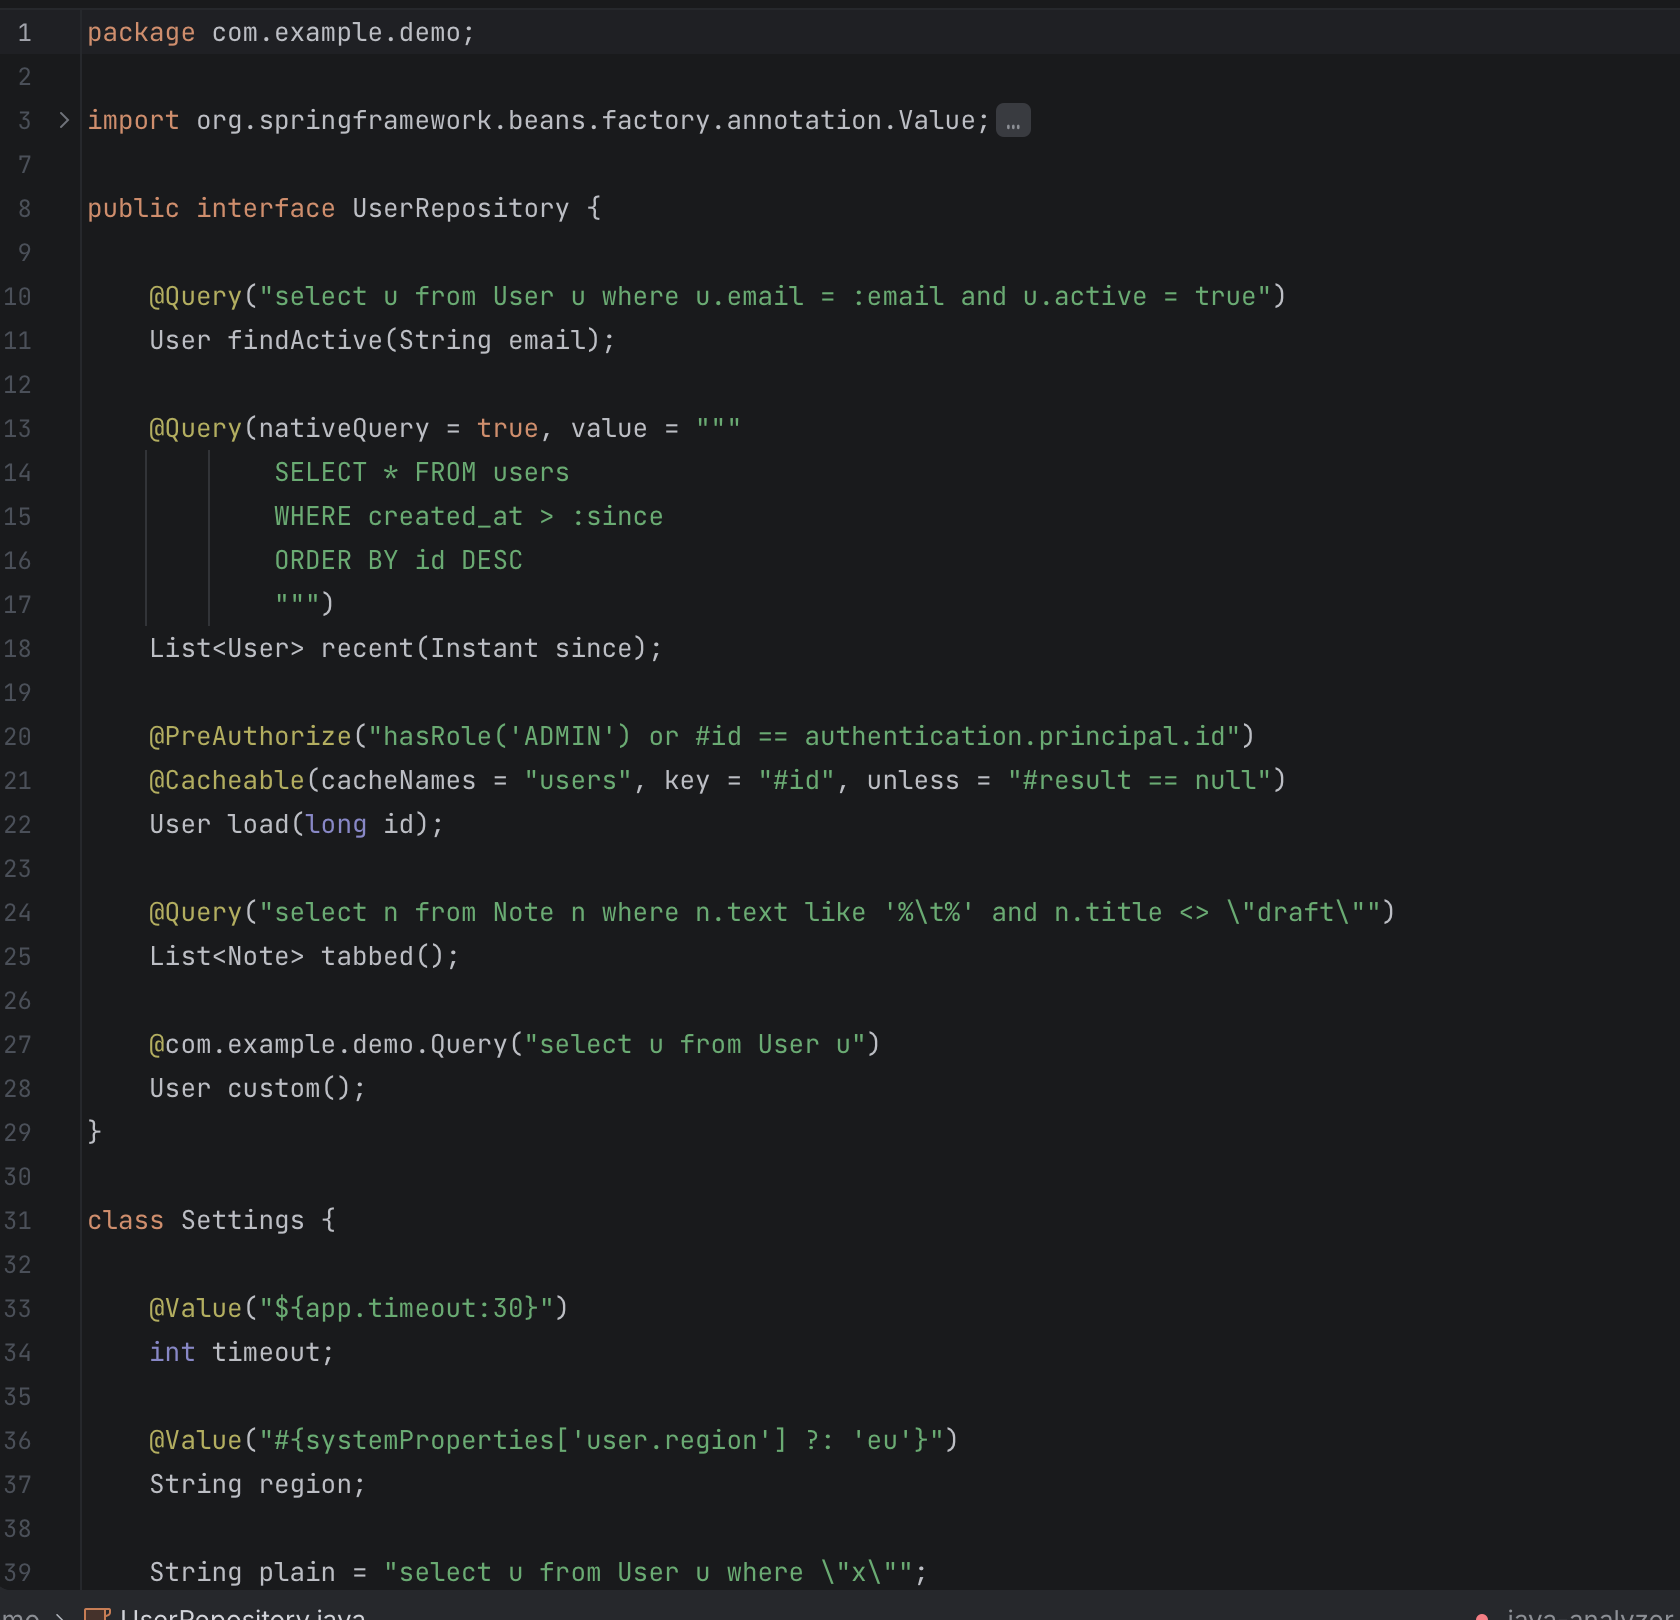 1 package com.example.demo;
2
3 import org.springframework.beans.factory.annotation.Value;...
7
8 public interface UserRepository {
9
10     @Query("select u from User u where u.email = :email and u.active = true")
11     User findActive(String email);
12
13     @Query(nativeQuery = true, value = """
14             SELECT * FROM users
15             WHERE created_at > :since
16             ORDER BY id DESC
17             """)
18     List<User> recent(Instant since);
19
20     @PreAuthorize("hasRole('ADMIN') or #id == authentication.principal.id")
21     @Cacheable(cacheNames = "users", key = "#id", unless = "#result == null")
22     User load(long id);
23
24     @Query("select n from Note n where n.text like '%\t%' and n.title <> \"draft\"")
25     List<Note> tabbed();
26
27     @com.example.demo.Query("select u from User u")
28     User custom();
29 }
30
31 class Settings {
32
33     @Value("${app.timeout:30}")
34     int timeout;
35
36     @Value("#{systemProperties['user.region'] ?: 'eu'}")
37     String region;
38
39     String plain = "select u from User u where \"x\"";
mo > UserRepository.java java-analyzer